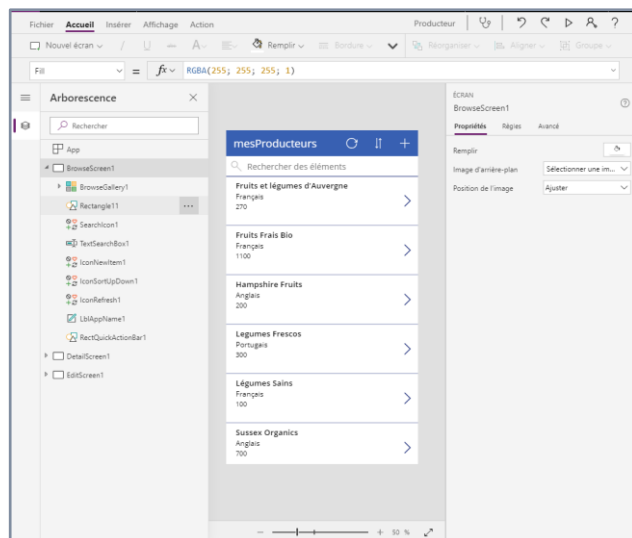 Fichier Accueil Insérer Affichage Action Producteur
Nouvel écran Remplir Bordure Réorganiser Aligner Groupe
Fill = fx RGBA(255; 255; 255; 1)
Arborescence
Rechercher
App
BrowseScreen1
BrowseGallery1
Rectangle11
SearchIcon1
TextSearchBox1
IconNewItem1
IconSortUpDown1
IconRefresh1
LblAppName1
RectQuickActionBar1
DetailScreen1
EditScreen1
mesProducteurs
Rechercher des éléments
Fruits et légumes d'Auvergne
Français
270
Fruits Frais Bio
Français
1100
Hampshire Fruits
Anglais
200
Legumes Frescos
Portugais
300
Légumes Sains
Français
100
Sussex Organics
Anglais
700
50 %
ÉCRAN
BrowseScreen1
Propriétés Règles Avancé
Remplir
Image d'arrière-plan Sélectionner une im...
Position de l'image Ajuster